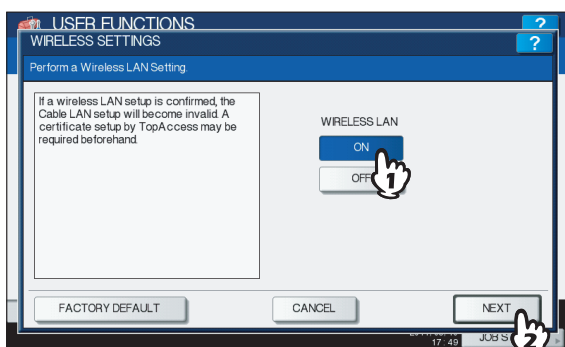 USER FUNCTIONS
?
WIRELESS SETTINGS
?
Perform a Wireless LAN Setting.
If a wireless LAN setup is confirmed, the
Cable LAN setup will become invalid. A
certificate setup by TopAccess may be
required beforehand.
WIRELESS LAN
ON
1
OFF
FACTORY DEFAULT
CANCEL
NEXT
2
17 : 49
JOB S